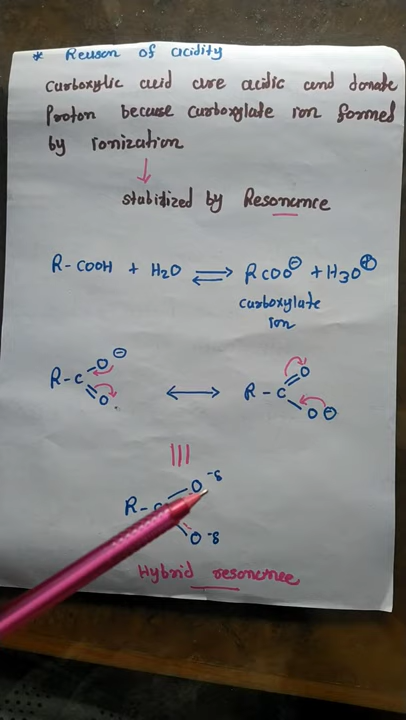 * Reason of acidity
Carboxylic acid are acidic and donate
Proton because carboxylate ion formed
by ionization
↓
stabilized by Resonance
R-COOH + H2O ⇌ RCOO⊖ + H3O⊕
carboxylate
ion
R-C-O⊖ =O ↔ R-C=O -O⊖
|||
R-C O-δ
O-δ
Hybrid resonance